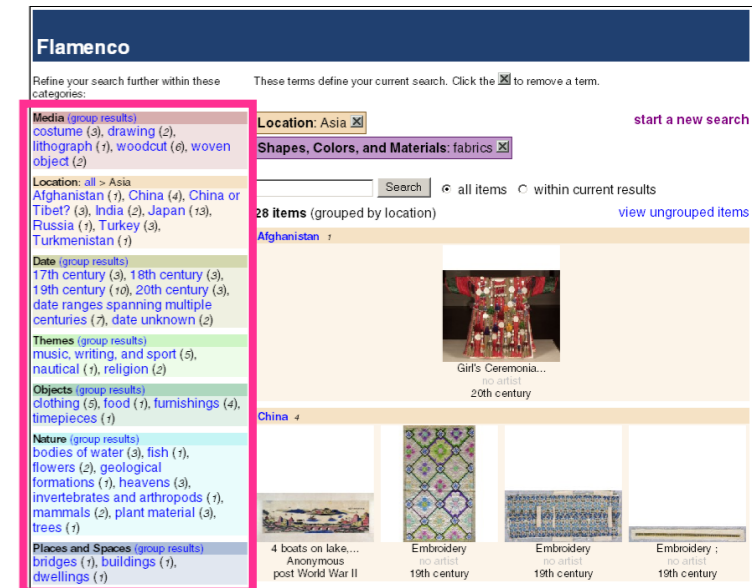 Flamenco
Refine your search further within these
categories:
These terms define your current search. Click the to remove a term.
Media (group results)
costume (3), drawing (2),
lithograph (1), woodcut (6), woven
object (2)
Location: all > Asia
Afghanistan (1), China (4), China or
Tibet? (3), India (2), Japan (13),
Russia (1), Turkey (3),
Turkmenistan (1)
Date (group results)
17th century (3), 18th century (3),
19th century (10), 20th century (3),
date ranges spanning multiple
centuries (7), date unknown (2)
Themes (group results)
music, writing, and sport (5),
nautical (1), religion (2)
Objects (group results)
clothing (5), food (1), furnishings (4),
timepieces (1)
Nature (group results)
bodies of water (3), fish (1),
flowers (2), geological
formations (1), heavens (3),
invertebrates and arthropods (1),
mammals (2), plant material (3),
trees (1)
Places and Spaces (group results)
bridges (1), buildings (1),
dwellings (1)
Location: Asia
start a new search
Shapes, Colors, and Materials: fabrics
Search all items within current results
28 items (grouped by location)
view ungrouped items
Afghanistan 1
Girl's Ceremonia...
no artist
20th century
China 4
4 boats on lake,...
Anonymous
post World War II
Embroidery
no artist
19th century
Embroidery
no artist
19th century
Embroidery ;
no artist
19th century